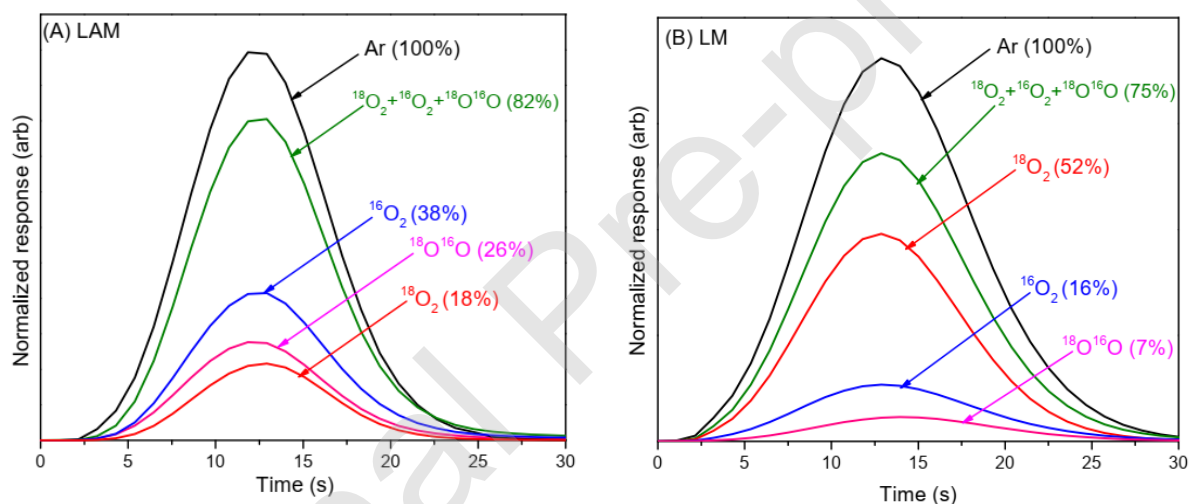 (A) LAM
Ar (100%)
¹⁸O₂+¹⁶O₂+¹⁸O¹⁶O (82%)
¹⁶O₂ (38%)
¹⁸O¹⁶O (26%)
¹⁸O₂ (18%)
Normalized response (arb)
0 5 10 15 20 25 30
Time (s)
(B) LM
Ar (100%)
¹⁸O₂+¹⁶O₂+¹⁸O¹⁶O (75%)
¹⁸O₂ (52%)
¹⁶O₂ (16%)
¹⁸O¹⁶O (7%)
Normalized response (arb)
0 5 10 15 20 25 30
Time (s)
nal Pre-p